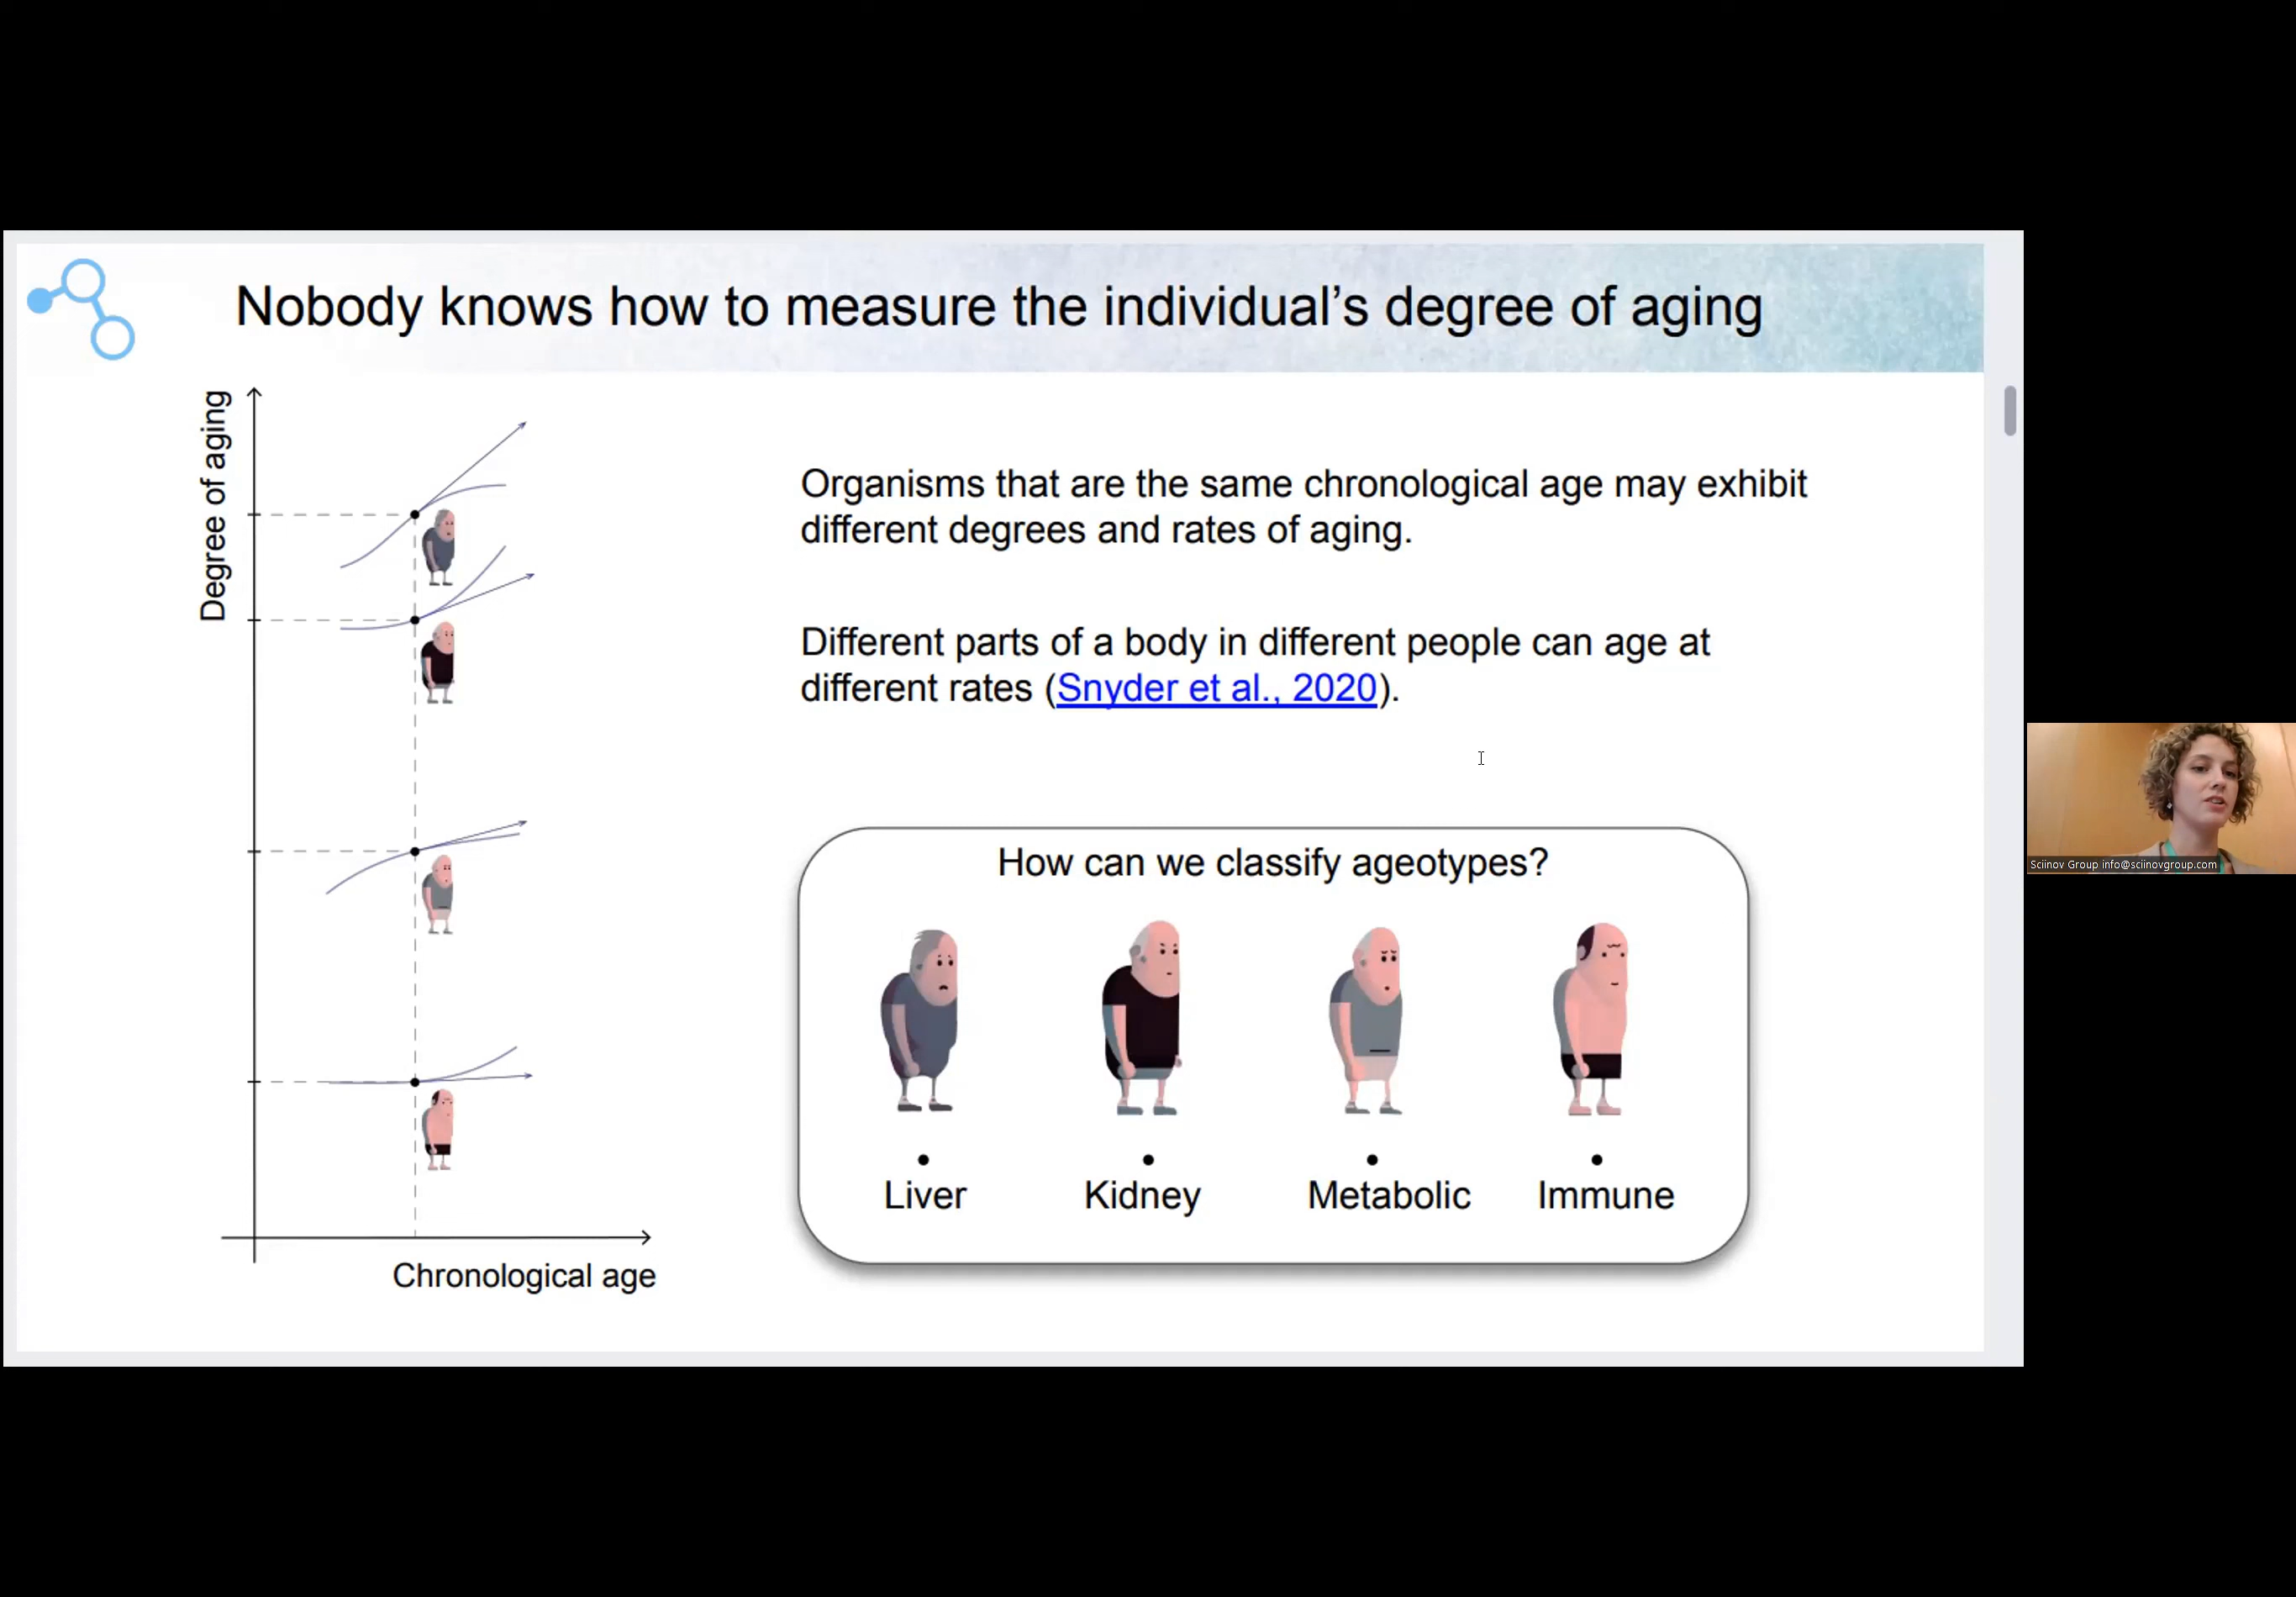 Nobody knows how to measure the individual’s degree of aging
Degree of aging
Chronological age
Organisms that are the same chronological age may exhibit
different degrees and rates of aging.
Different parts of a body in different people can age at
different rates (Snyder et al., 2020).
How can we classify ageotypes?
• Liver
• Kidney
• Metabolic
• Immune
Sciinov Group info@sciinovgroup.com